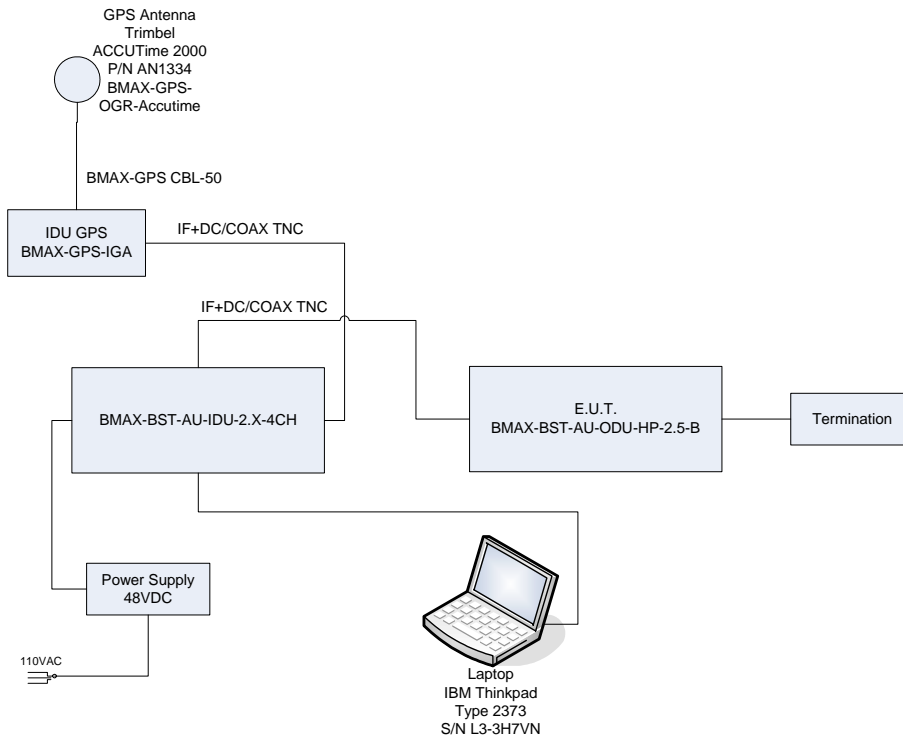 GPS Antenna
Trimbel
ACCUTime 2000
P/N AN1334
BMAX-GPS-
OGR-Accutime
BMAX-GPS CBL-50
IDU GPS
BMAX-GPS-IGA
IF+DC/COAX TNC
IF+DC/COAX TNC
BMAX-BST-AU-IDU-2.X-4CH
E.U.T.
BMAX-BST-AU-ODU-HP-2.5-B
Termination
Power Supply
48VDC
110VAC
Laptop
IBM Thinkpad
Type 2373
S/N L3-3H7VN